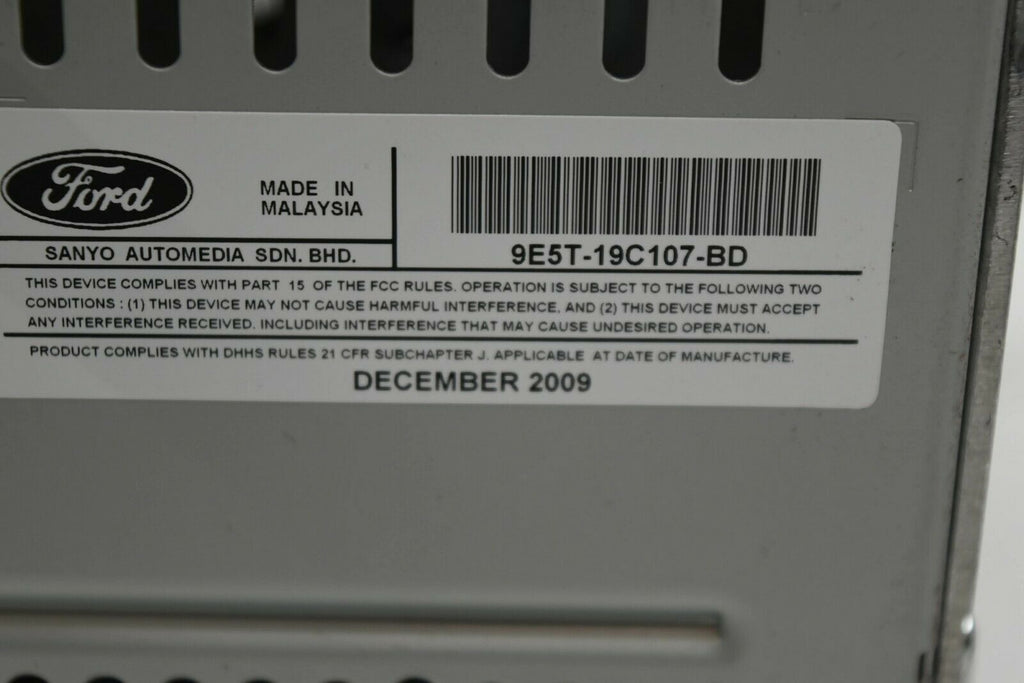 Ford
MADE IN
MALAYSIA
SANYO AUTOMEDIA SDN. BHD.
9E5T-19C107-BD
THIS DEVICE COMPLIES WITH PART 15 OF THE FCC RULES. OPERATION IS SUBJECT TO THE FOLLOWING TWO
CONDITIONS : (1) THIS DEVICE MAY NOT CAUSE HARMFUL INTERFERENCE, AND (2) THIS DEVICE MUST ACCEPT
ANY INTERFERENCE RECEIVED. INCLUDING INTERFERENCE THAT MAY CAUSE UNDESIRED OPERATION.
PRODUCT COMPLIES WITH DHHS RULES 21 CFR SUBCHAPTER J. APPLICABLE AT DATE OF MANUFACTURE.
DECEMBER 2009